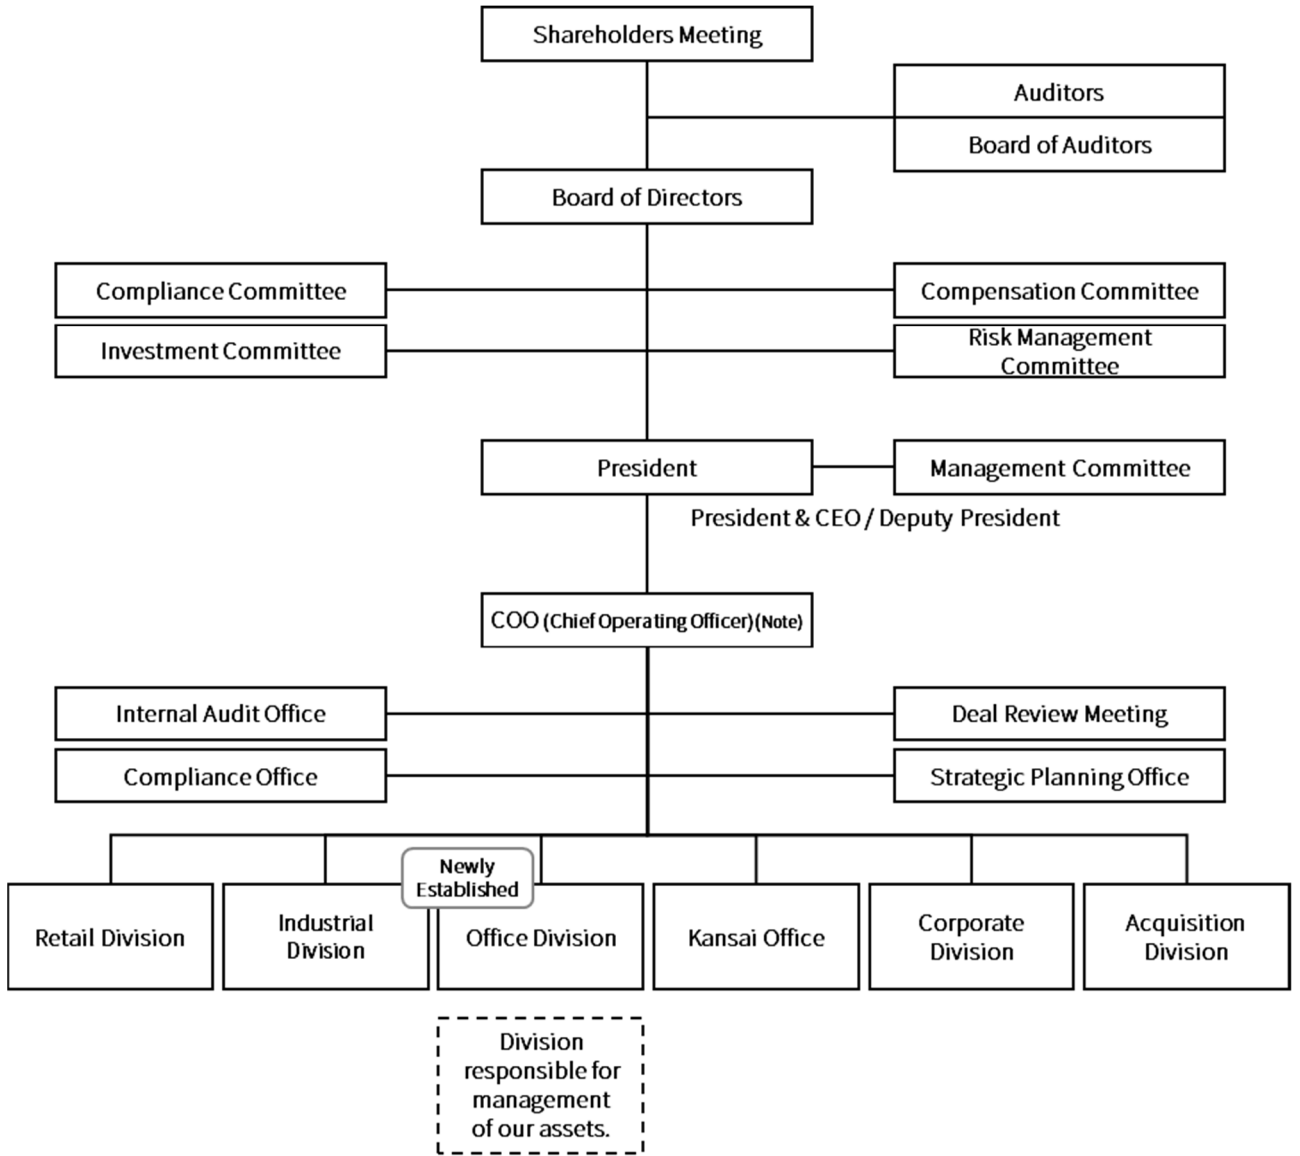 Shareholders Meeting
Auditors
Board of Auditors
Board of Directors
Compliance Committee
Compensation Committee
Investment Committee
Risk Management
Committee
President
Management Committee
President & CEO / Deputy President
COO (Chief Operating Officer)(Note)
Internal Audit Office
Deal Review Meeting
Compliance Office
Strategic Planning Office
Newly
Established
Retail Division
Industrial
Division
Office Division
Kansai Office
Corporate
Division
Acquisition
Division
Division
responsible for
management
of our assets.